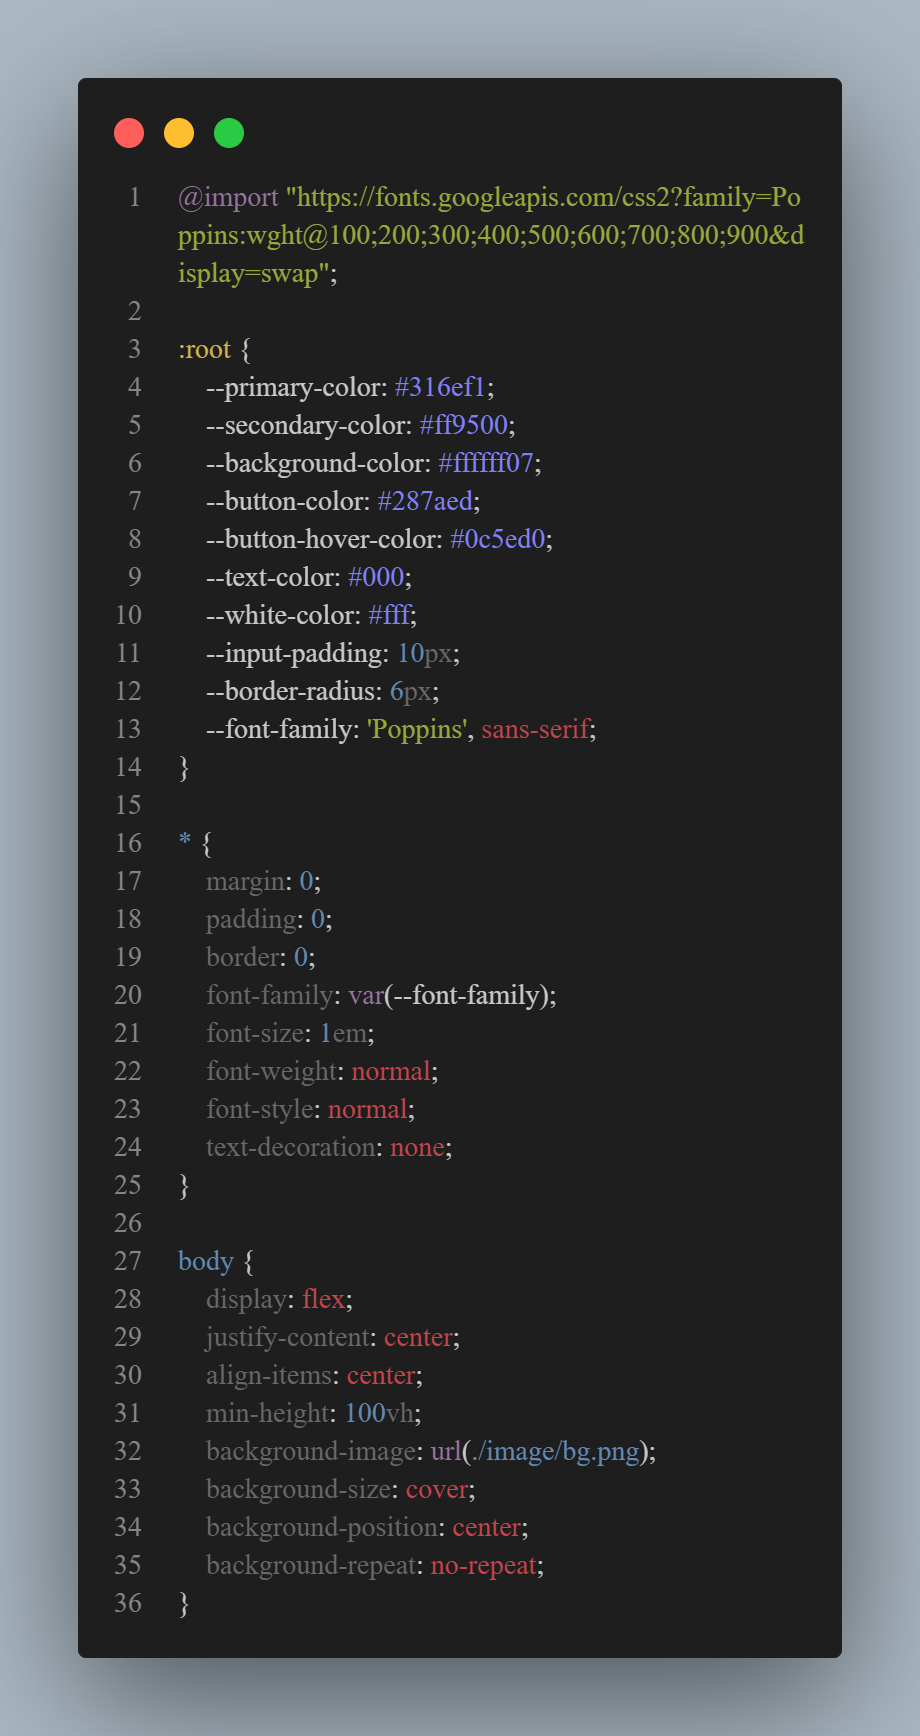 1 @import "https://fonts.googleapis.com/css2?family=Po
ppins:wght@100;200;300;400;500;600;700;800;900&d
isplay=swap";
2
3 :root {
4 --primary-color: #316ef1;
5 --secondary-color: #ff9500;
6 --background-color: #ffffff07;
7 --button-color: #287aed;
8 --button-hover-color: #0c5ed0;
9 --text-color: #000;
10 --white-color: #fff;
11 --input-padding: 10px;
12 --border-radius: 6px;
13 --font-family: 'Poppins', sans-serif;
14 }
15
16 * {
17 margin: 0;
18 padding: 0;
19 border: 0;
20 font-family: var(--font-family);
21 font-size: 1em;
22 font-weight: normal;
23 font-style: normal;
24 text-decoration: none;
25 }
26
27 body {
28 display: flex;
29 justify-content: center;
30 align-items: center;
31 min-height: 100vh;
32 background-image: url(./image/bg.png);
33 background-size: cover;
34 background-position: center;
35 background-repeat: no-repeat;
36 }